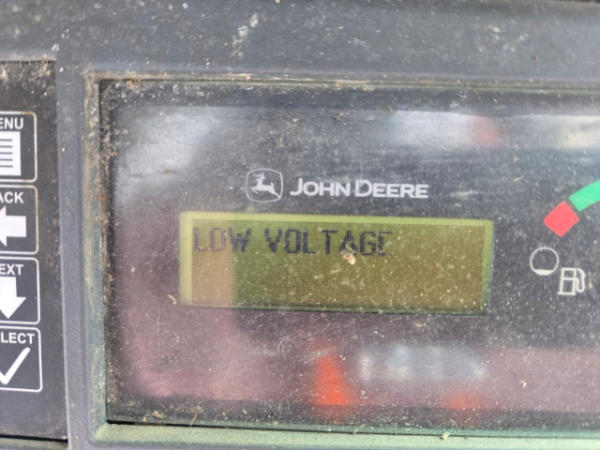 JOHN DEERE
LOW VOLTAGE
ENU
ACK
EXT
LECT